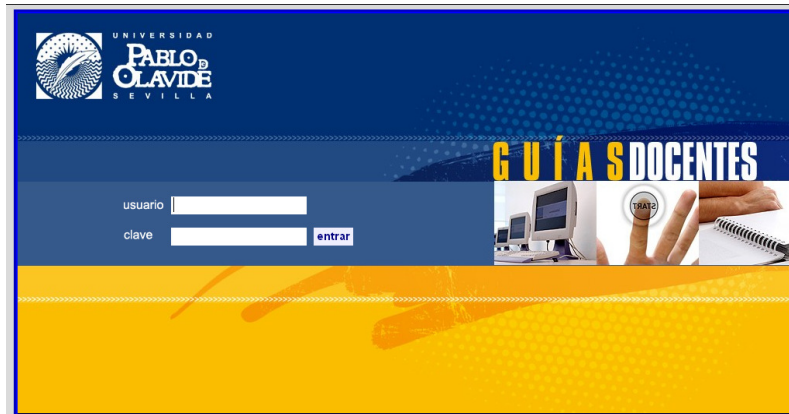 UNIVERSIDAD
PABLO DE
OLAVIDE
SEVILLA
GUÍAS DOCENTES
usuario
clave
entrar
START